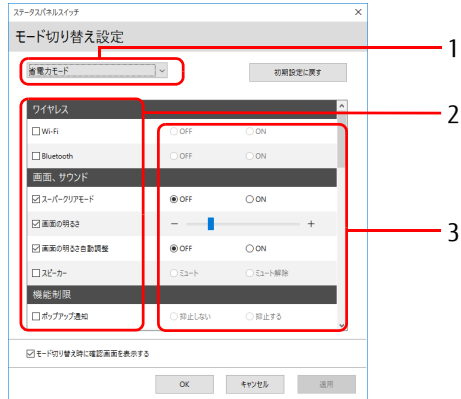 ステータスパネルスイッチ
モード切り替え設定
1
省電力モード
初期設定に戻す
ワイヤレス
2
Wi-Fi OFF ON
Bluetooth OFF ON
画面、サウンド
スーパークリアモード OFF ON
画面の明るさ − +
3
画面の明るさ自動調整 OFF ON
スピーカー ミュート ミュート解除
機能制限
ポップアップ通知 抑止しない 抑止する
モード切り替え時に確認画面を表示する
OK キャンセル 適用